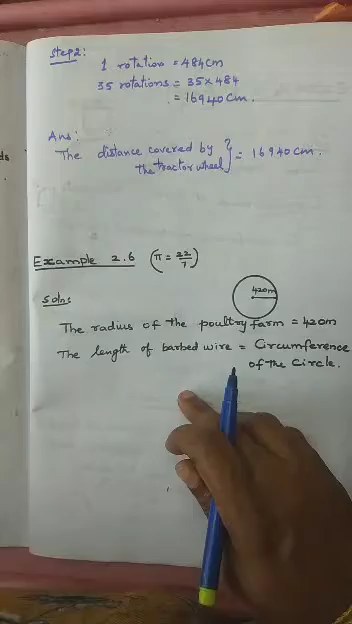 Step 2:
1 rotation = 484 cm
35 rotations = 35 × 484
= 16940 cm.
Ans:
The distance covered by the tractor wheel } = 16940 cm.
Example 2.6 (π = 22/7)
Soln:
420m
The radius of the poultry farm = 420m
The length of barbed wire = Circumference
of the Circle.